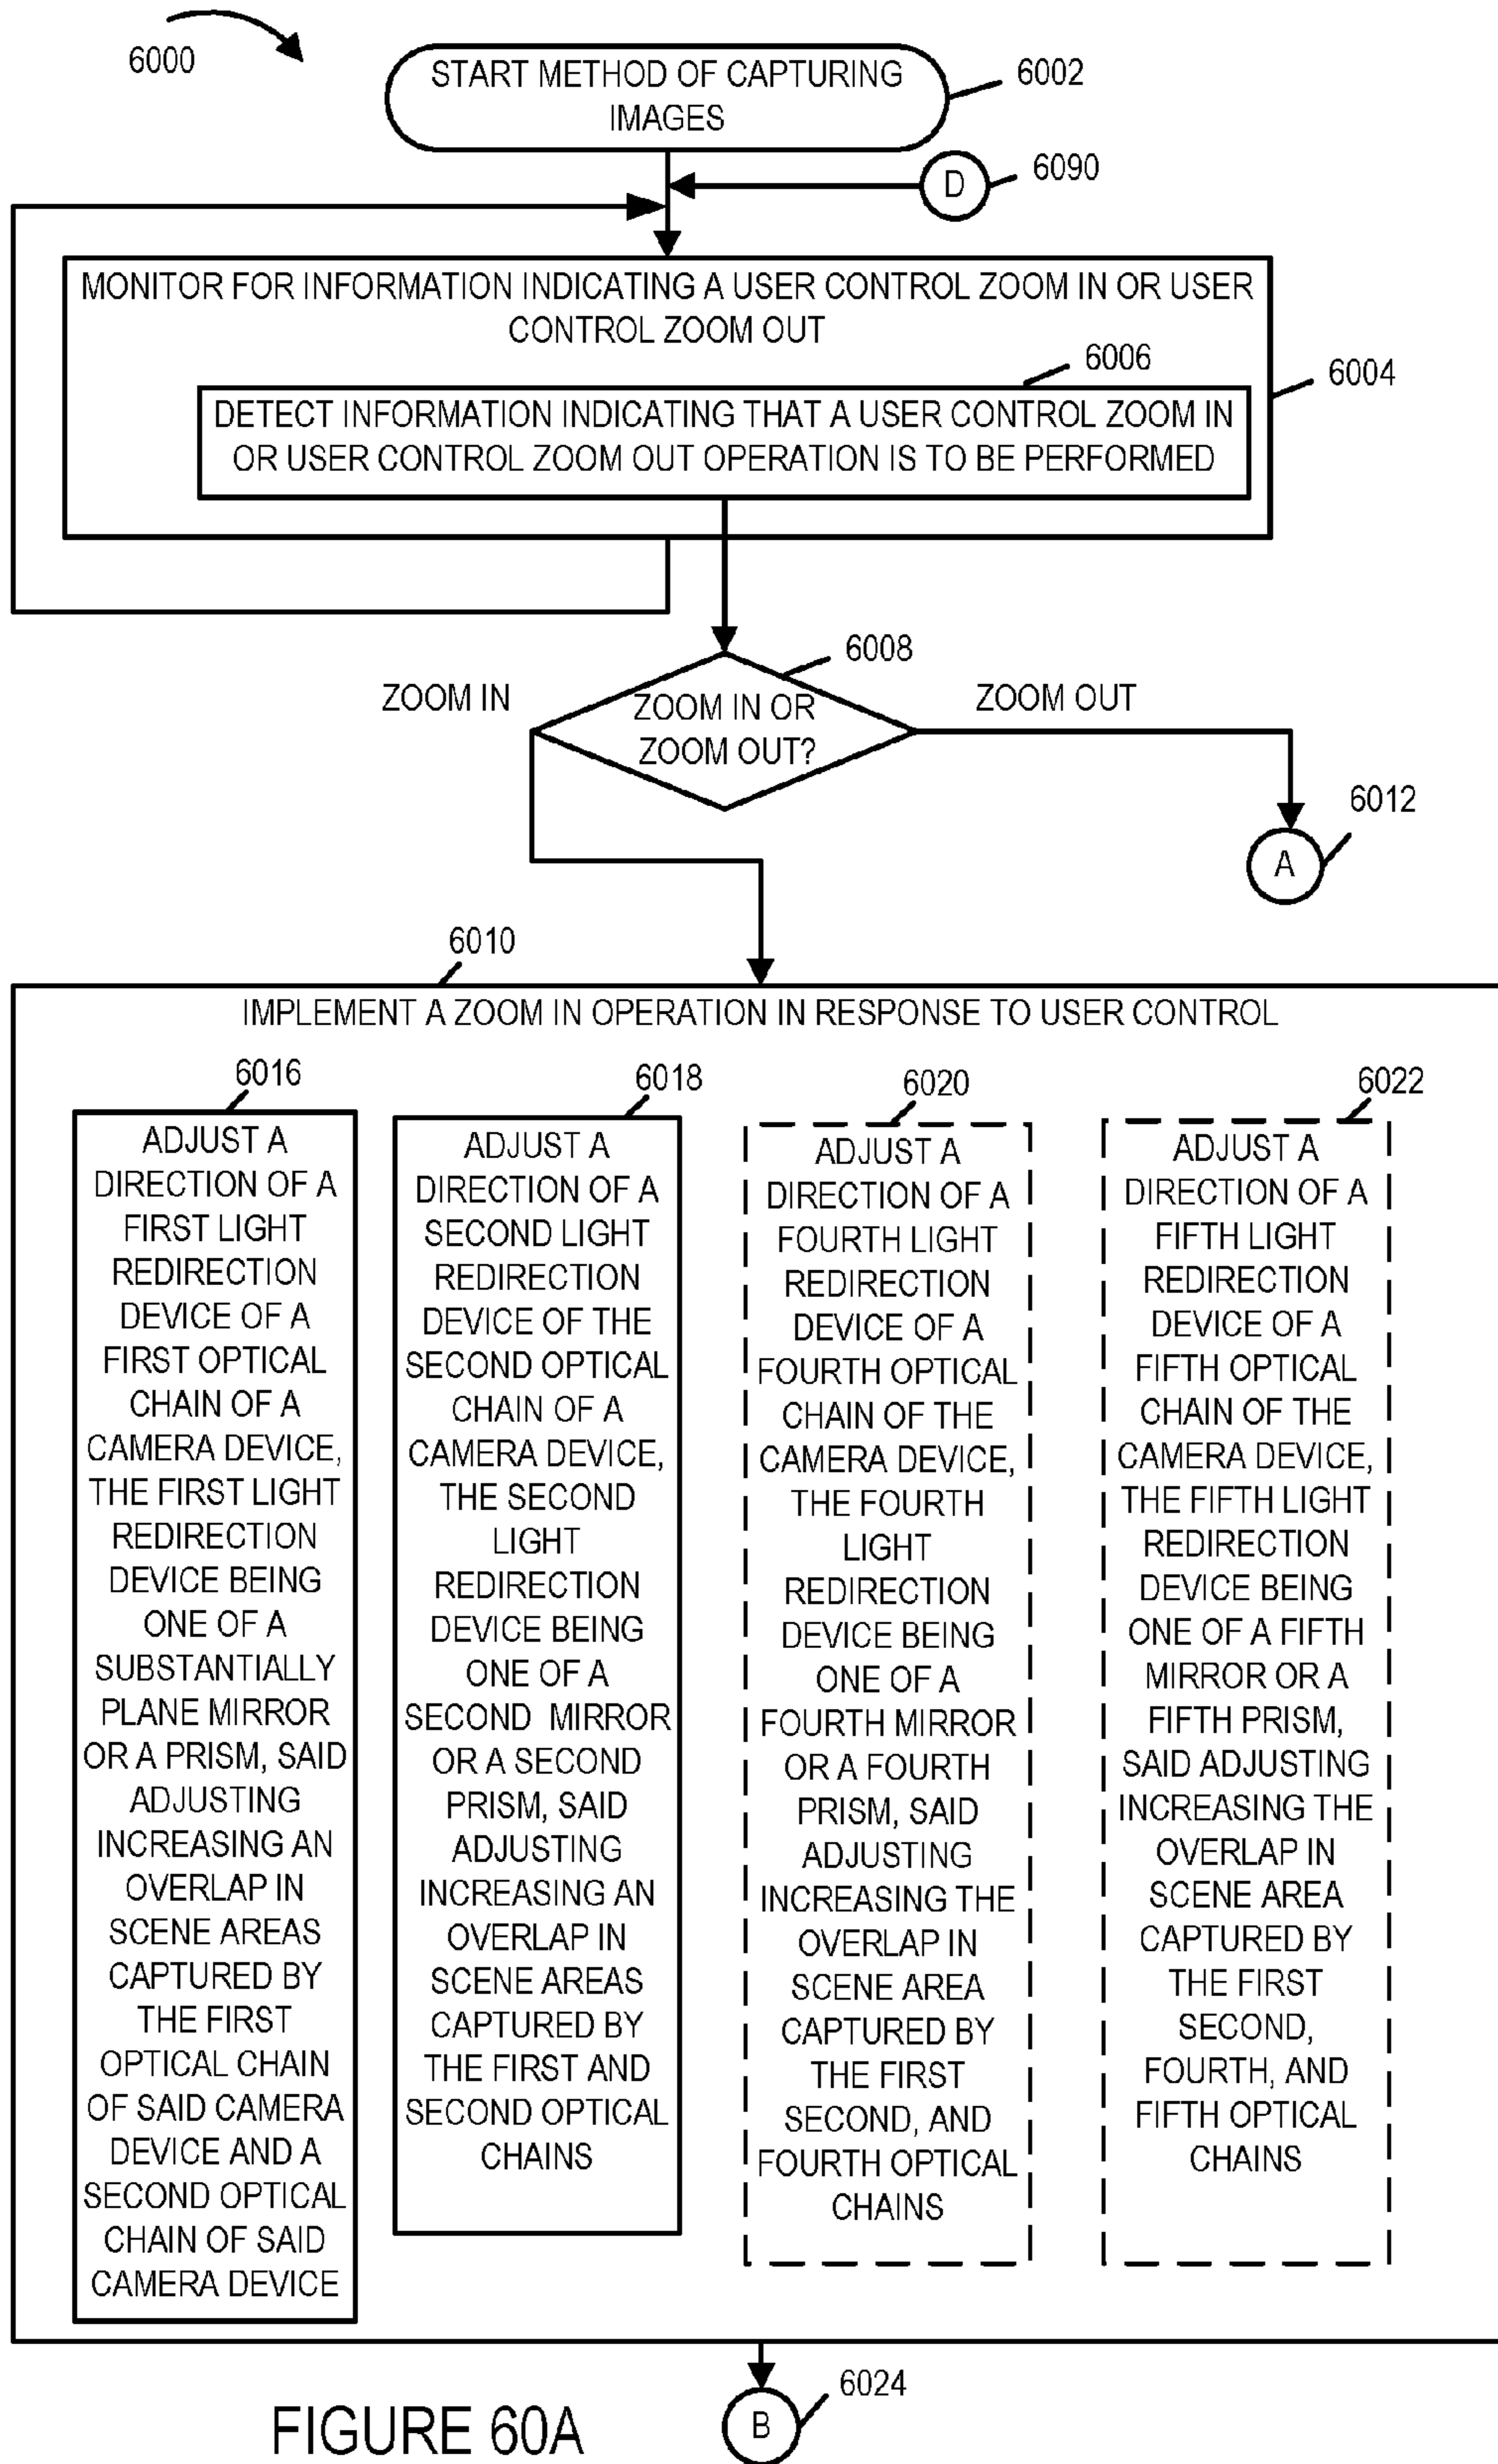 6000
START METHOD OF CAPTURING
IMAGES
6002
D
6090
MONITOR FOR INFORMATION INDICATING A USER CONTROL ZOOM IN OR USER
CONTROL ZOOM OUT
6006
6004
DETECT INFORMATION INDICATING THAT A USER CONTROL ZOOM IN
OR USER CONTROL ZOOM OUT OPERATION IS TO BE PERFORMED
6008
ZOOM IN
ZOOM IN OR
ZOOM OUT?
ZOOM OUT
6012
A
6010
IMPLEMENT A ZOOM IN OPERATION IN RESPONSE TO USER CONTROL
6016
ADJUST A
DIRECTION OF A
FIRST LIGHT
REDIRECTION
DEVICE OF A
FIRST OPTICAL
CHAIN OF A
CAMERA DEVICE,
THE FIRST LIGHT
REDIRECTION
DEVICE BEING
ONE OF A
SUBSTANTIALLY
PLANE MIRROR
OR A PRISM, SAID
ADJUSTING
INCREASING AN
OVERLAP IN
SCENE AREAS
CAPTURED BY
THE FIRST
OPTICAL CHAIN
OF SAID CAMERA
DEVICE AND A
SECOND OPTICAL
CHAIN OF SAID
CAMERA DEVICE
6018
ADJUST A
DIRECTION OF A
SECOND LIGHT
REDIRECTION
DEVICE OF THE
SECOND OPTICAL
CHAIN OF A
CAMERA DEVICE,
THE SECOND
LIGHT
REDIRECTION
DEVICE BEING
ONE OF A
SECOND MIRROR
OR A SECOND
PRISM, SAID
ADJUSTING
INCREASING AN
OVERLAP IN
SCENE AREAS
CAPTURED BY
THE FIRST AND
SECOND OPTICAL
CHAINS
6020
ADJUST A
DIRECTION OF A
FOURTH LIGHT
REDIRECTION
DEVICE OF A
FOURTH OPTICAL
CHAIN OF THE
CAMERA DEVICE,
THE FOURTH
LIGHT
REDIRECTION
DEVICE BEING
ONE OF A
FOURTH MIRROR
OR A FOURTH
PRISM, SAID
ADJUSTING
INCREASING THE
OVERLAP IN
SCENE AREA
CAPTURED BY
THE FIRST
SECOND, AND
FOURTH OPTICAL
CHAINS
6022
ADJUST A
DIRECTION OF A
FIFTH LIGHT
REDIRECTION
DEVICE OF A
FIFTH OPTICAL
CHAIN OF THE
CAMERA DEVICE,
THE FIFTH LIGHT
REDIRECTION
DEVICE BEING
ONE OF A FIFTH
MIRROR OR A
FIFTH PRISM,
SAID ADJUSTING
INCREASING THE
OVERLAP IN
SCENE AREA
CAPTURED BY
THE FIRST
SECOND,
FOURTH, AND
FIFTH OPTICAL
CHAINS
B
6024
FIGURE 60A